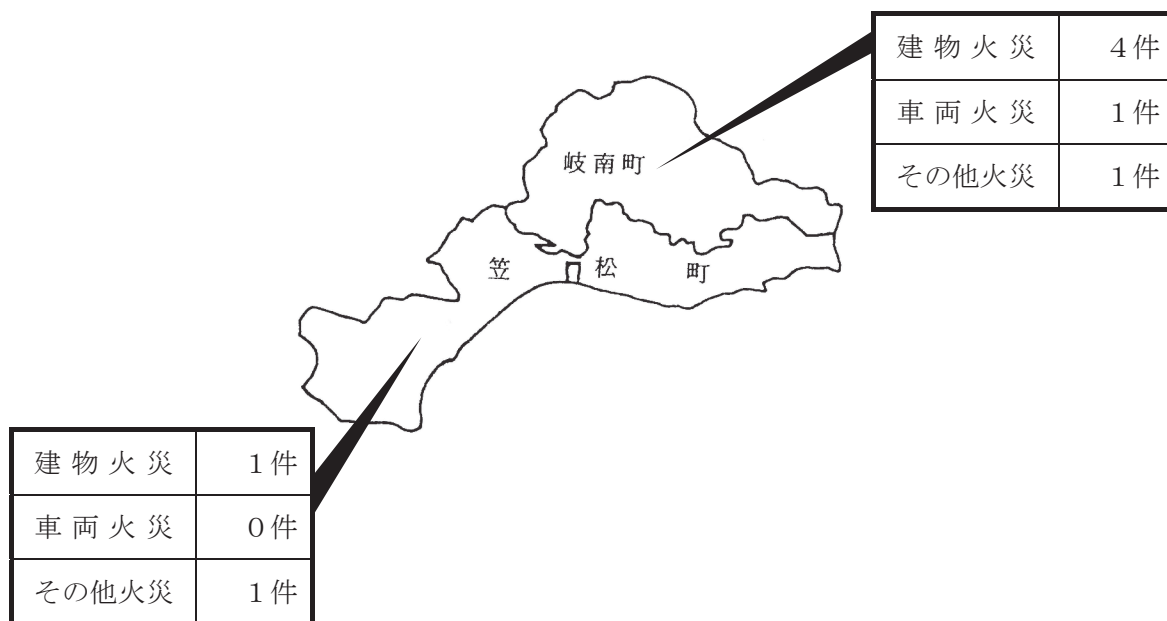 建物火災 4件
車両火災 1件
その他火災 1件
岐南町
笠松町
建物火災 1件
車両火災 0件
その他火災 1件